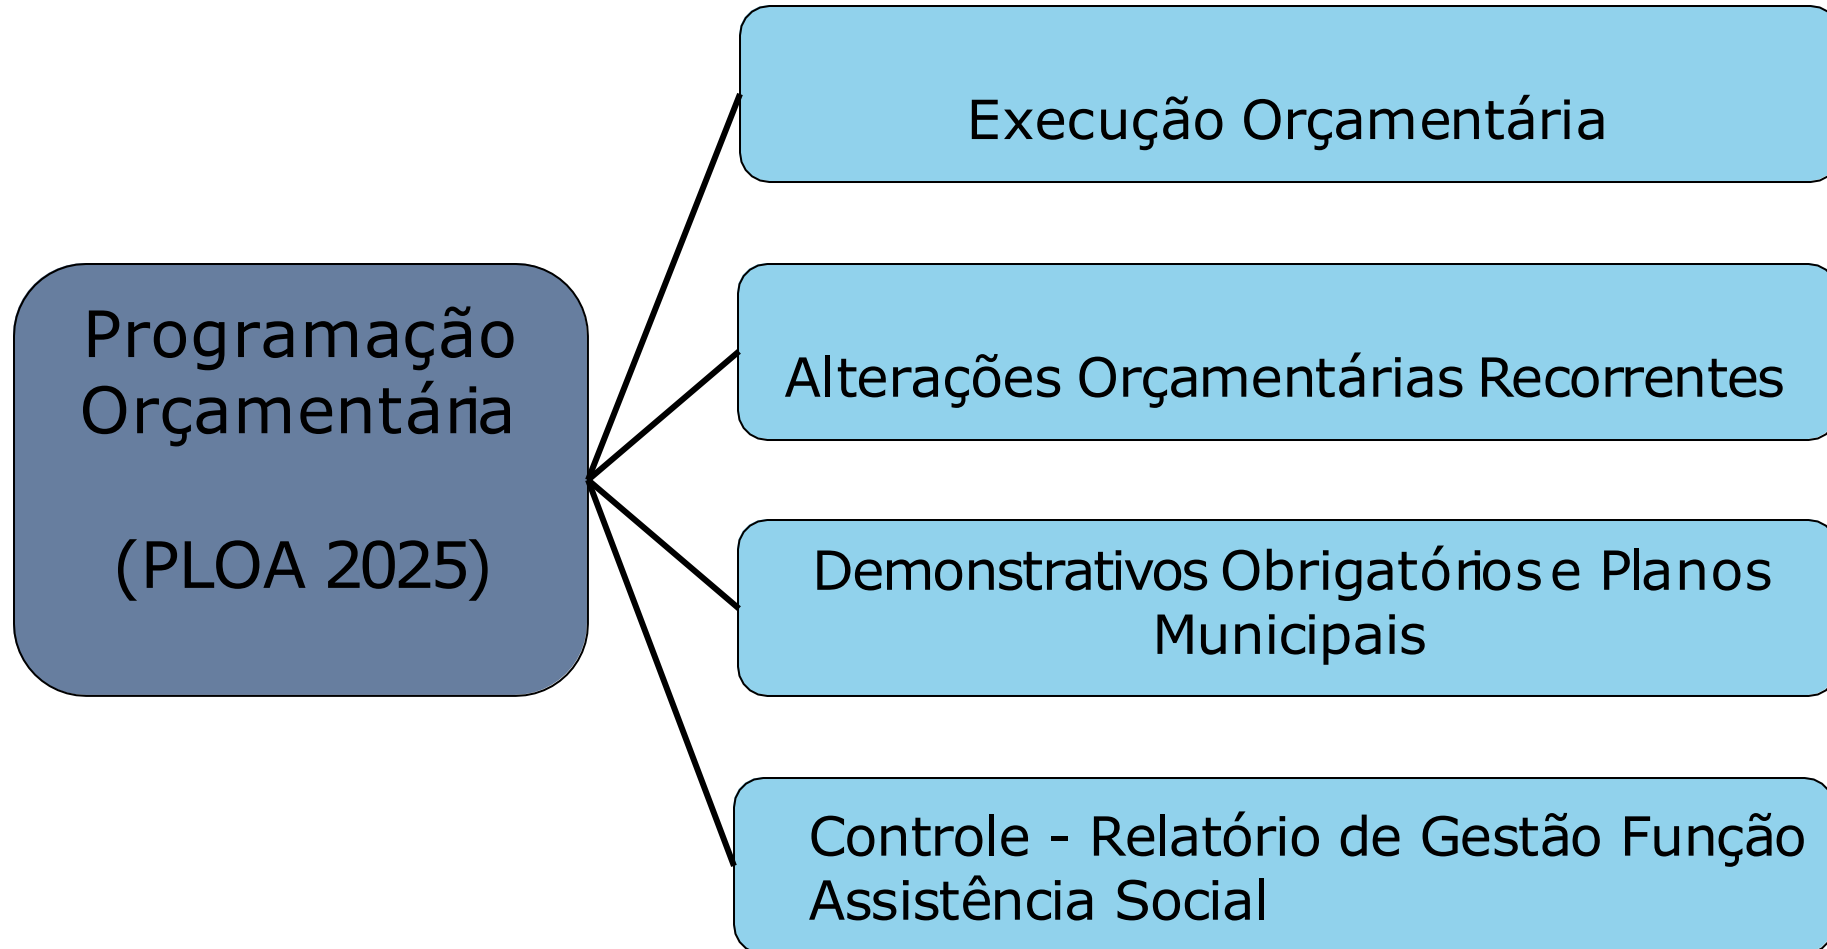 Programação
Orçamentária
(PLOA 2025)
Execução Orçamentária
Alterações Orçamentárias Recorrentes
Demonstrativos Obrigatórios e Planos
Municipais
Controle - Relatório de Gestão Função
Assistência Social